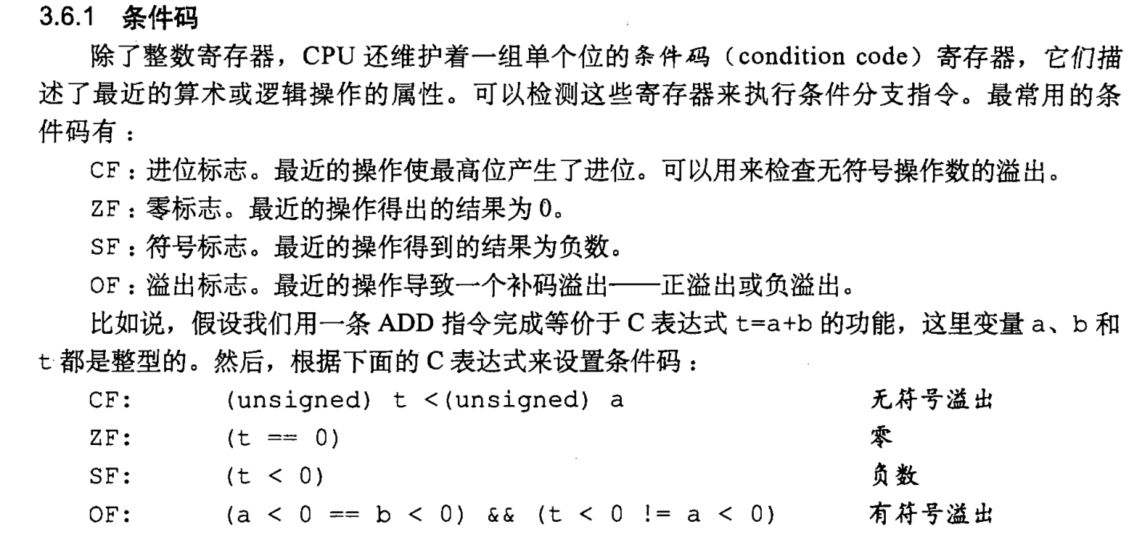 3.6.1 条件码
除了整数寄存器，CPU 还维护着一组单个位的条件码（condition code）寄存器，它们描
述了最近的算术或逻辑操作的属性。可以检测这些寄存器来执行条件分支指令。最常用的条
件码有：
CF：进位标志。最近的操作使最高位产生了进位。可以用来检查无符号操作数的溢出。
ZF：零标志。最近的操作得出的结果为 0。
SF：符号标志。最近的操作得到的结果为负数。
OF：溢出标志。最近的操作导致一个补码溢出——正溢出或负溢出。
比如说，假设我们用一条 ADD 指令完成等价于 C 表达式 t=a+b 的功能，这里变量 a、b 和
t 都是整型的。然后，根据下面的 C 表达式来设置条件码：
CF: (unsigned) t <(unsigned) a 无符号溢出
ZF: (t == 0) 零
SF: (t < 0) 负数
OF: (a < 0 == b < 0) && (t < 0 != a < 0) 有符号溢出